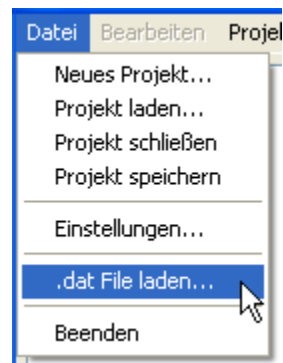 Datei Bearbeiten Projek
Neues Projekt...
Projekt laden...
Projekt schließen
Projekt speichern
Einstellungen...
.dat File laden...
Beenden